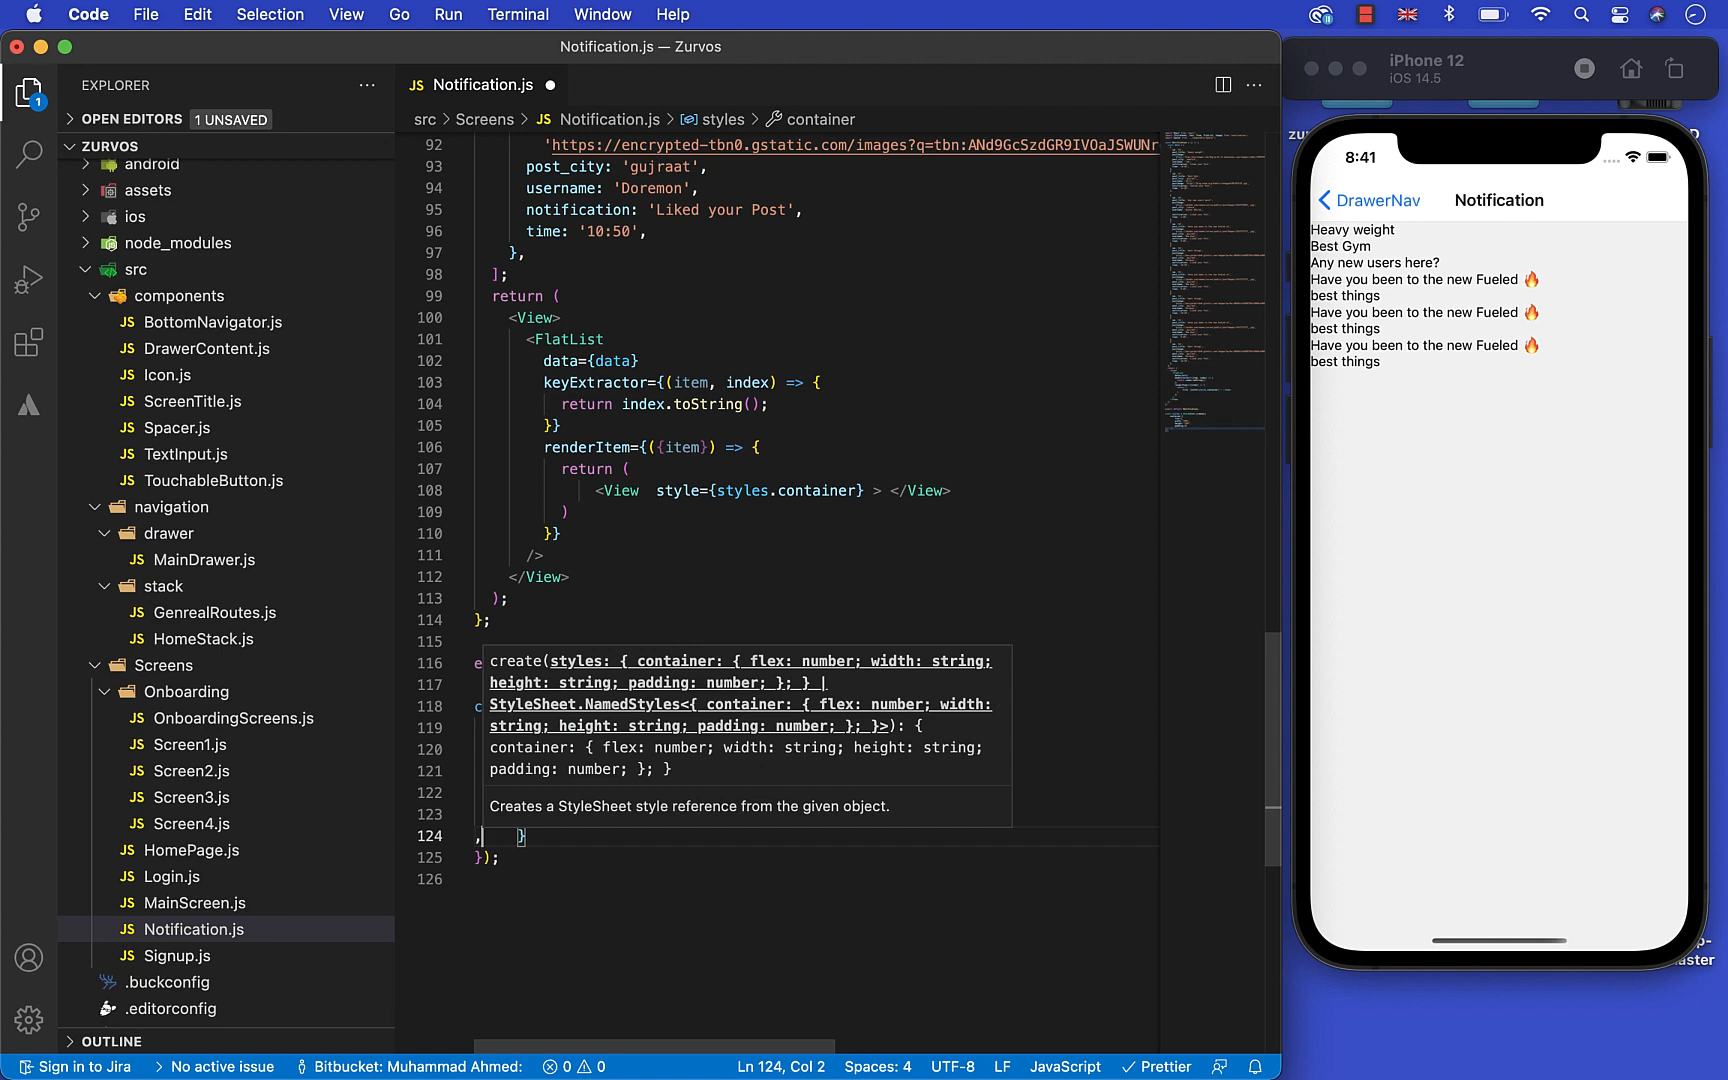 Code File Edit Selection View Go Run Terminal Window Help
Notification.js — Zurvos
EXPLORER
OPEN EDITORS 1 UNSAVED
ZURVOS
android
assets
ios
node_modules
src
components
BottomNavigator.js
DrawerContent.js
Icon.js
ScreenTitle.js
Spacer.js
TextInput.js
TouchableButton.js
navigation
drawer
MainDrawer.js
stack
GenrealRoutes.js
HomeStack.js
Screens
Onboarding
OnboardingScreens.js
Screen1.js
Screen2.js
Screen3.js
Screen4.js
HomePage.js
Login.js
MainScreen.js
Notification.js
Signup.js
.buckconfig
.editorconfig
OUTLINE
1
JS Notification.js
src > Screens > JS Notification.js > styles > container
92 'https://encrypted-tbn0.gstatic.com/images?q=tbn:ANd9GcSzdGR9IVOaJSWUNr
93 post_city: 'gujraat',
94 username: 'Doremon',
95 notification: 'Liked your Post',
96 time: '10:50',
97 },
98 ];
99 return (
100 <View>
101 <FlatList
102 data={data}
103 keyExtractor={(item, index) => {
104 return index.toString();
105 }}
106 renderItem={({item}) => {
107 return (
108 <View  style={styles.container} > </View>
109 )
110 }}
111 />
112 </View>
113 );
114 };
115
116 e
117
118 c
119
120
121
122
123
124 ,    }
125 });
126
create(styles: { container: { flex: number; width: string;
height: string; padding: number; }; } |
StyleSheet.NamedStyles<{ container: { flex: number; width:
string; height: string; padding: number; }; }>): {
container: { flex: number; width: string; height: string;
padding: number; }; }
Creates a StyleSheet style reference from the given object.
Sign in to Jira > No active issue Bitbucket: Muhammad Ahmed: 0 0 Ln 124, Col 2 Spaces: 4 UTF-8 LF JavaScript Prettier
iPhone 12
iOS 14.5
8:41
DrawerNav Notification
Heavy weight
Best Gym
Any new users here?
Have you been to the new Fueled 🔥
best things
Have you been to the new Fueled 🔥
best things
Have you been to the new Fueled 🔥
best things